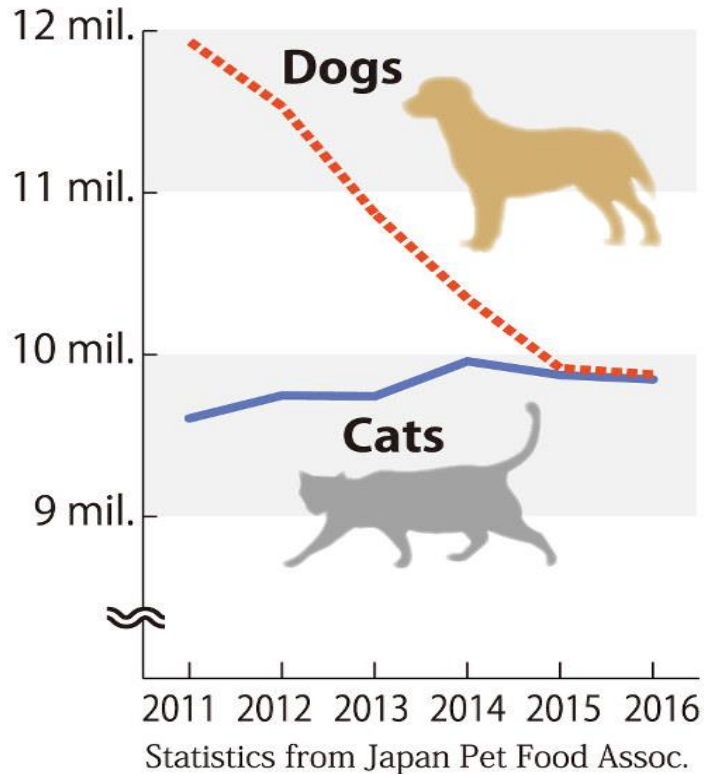 12 mil.
Dogs
11 mil.
10 mil.
Cats
9 mil.
2011 2012 2013 2014 2015 2016
Statistics from Japan Pet Food Assoc.